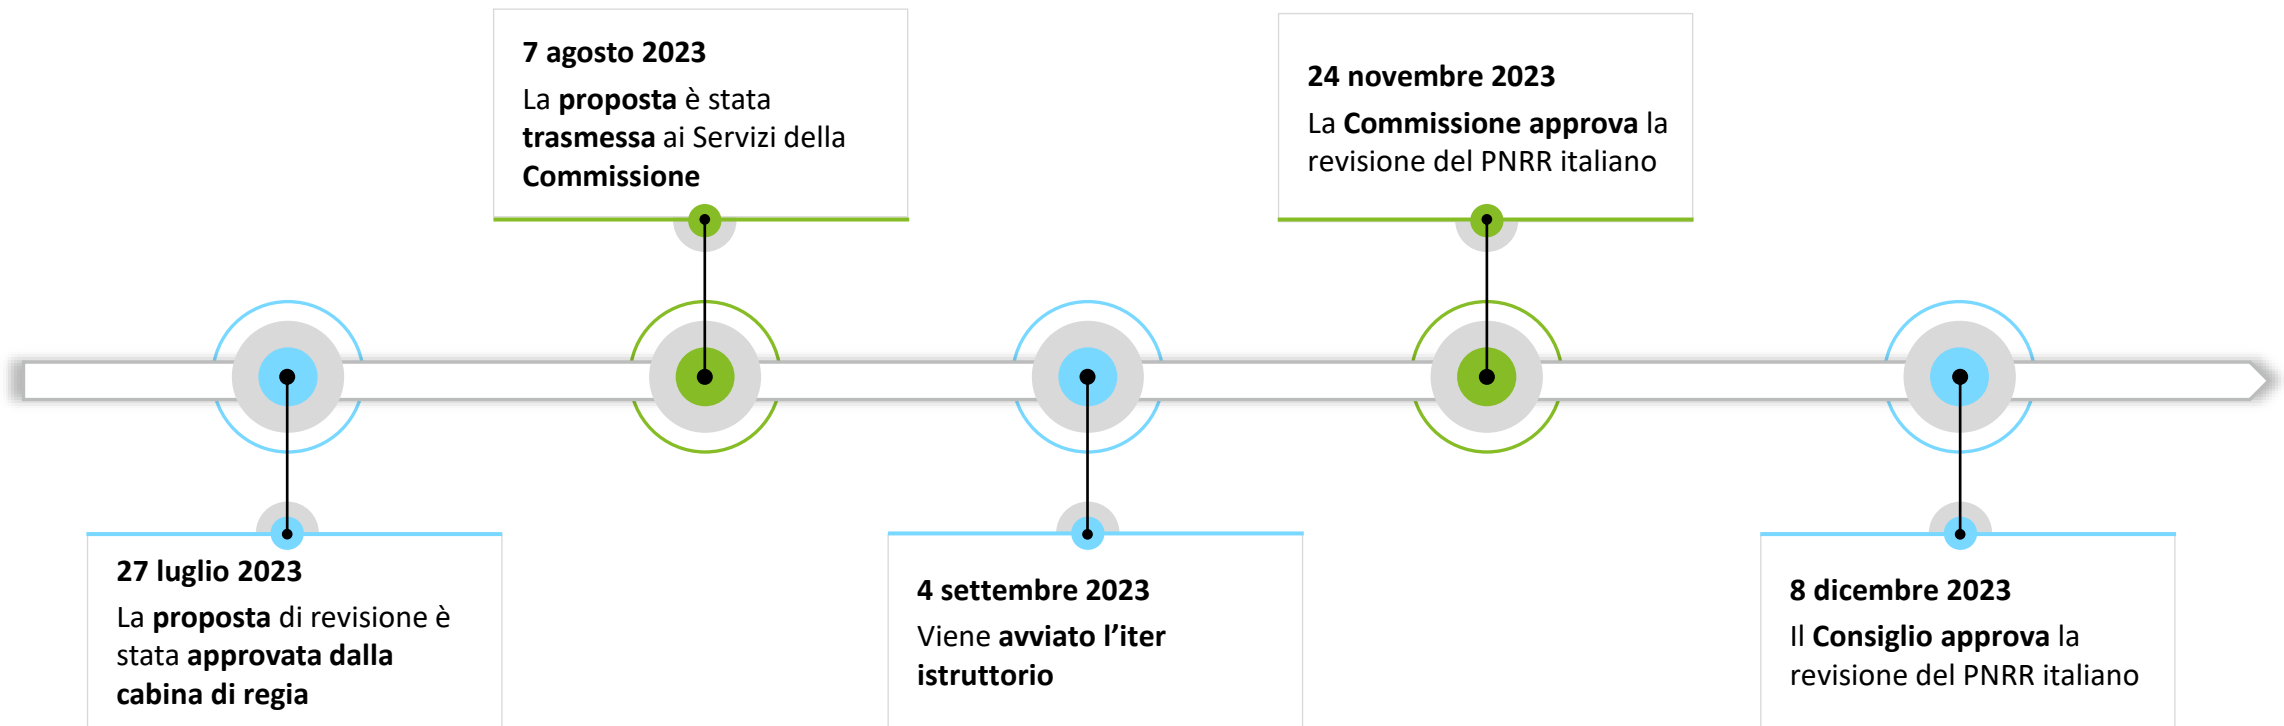 27 luglio 2023
La proposta di revisione è
stata approvata dalla
cabina di regia
7 agosto 2023
La proposta è stata
trasmessa ai Servizi della
Commissione
4 settembre 2023
Viene avviato l’iter
istruttorio
24 novembre 2023
La Commissione approva la
revisione del PNRR italiano
8 dicembre 2023
Il Consiglio approva la
revisione del PNRR italiano